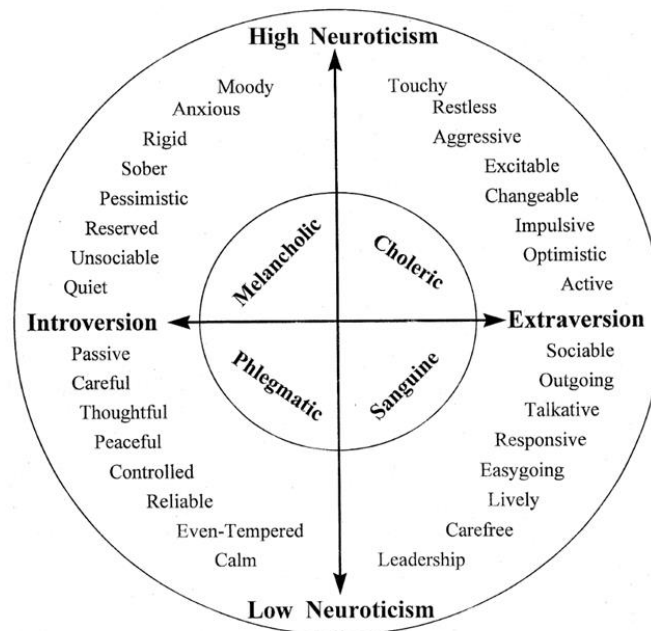 High Neuroticism
Moody
Anxious
Rigid
Sober
Pessimistic
Reserved
Unsociable
Quiet
Touchy
Restless
Aggressive
Excitable
Changeable
Impulsive
Optimistic
Active
Melancholic
Choleric
Introversion
Extraversion
Phlegmatic
Sanguine
Passive
Careful
Thoughtful
Peaceful
Controlled
Reliable
Even-Tempered
Calm
Sociable
Outgoing
Talkative
Responsive
Easygoing
Lively
Carefree
Leadership
Low Neuroticism